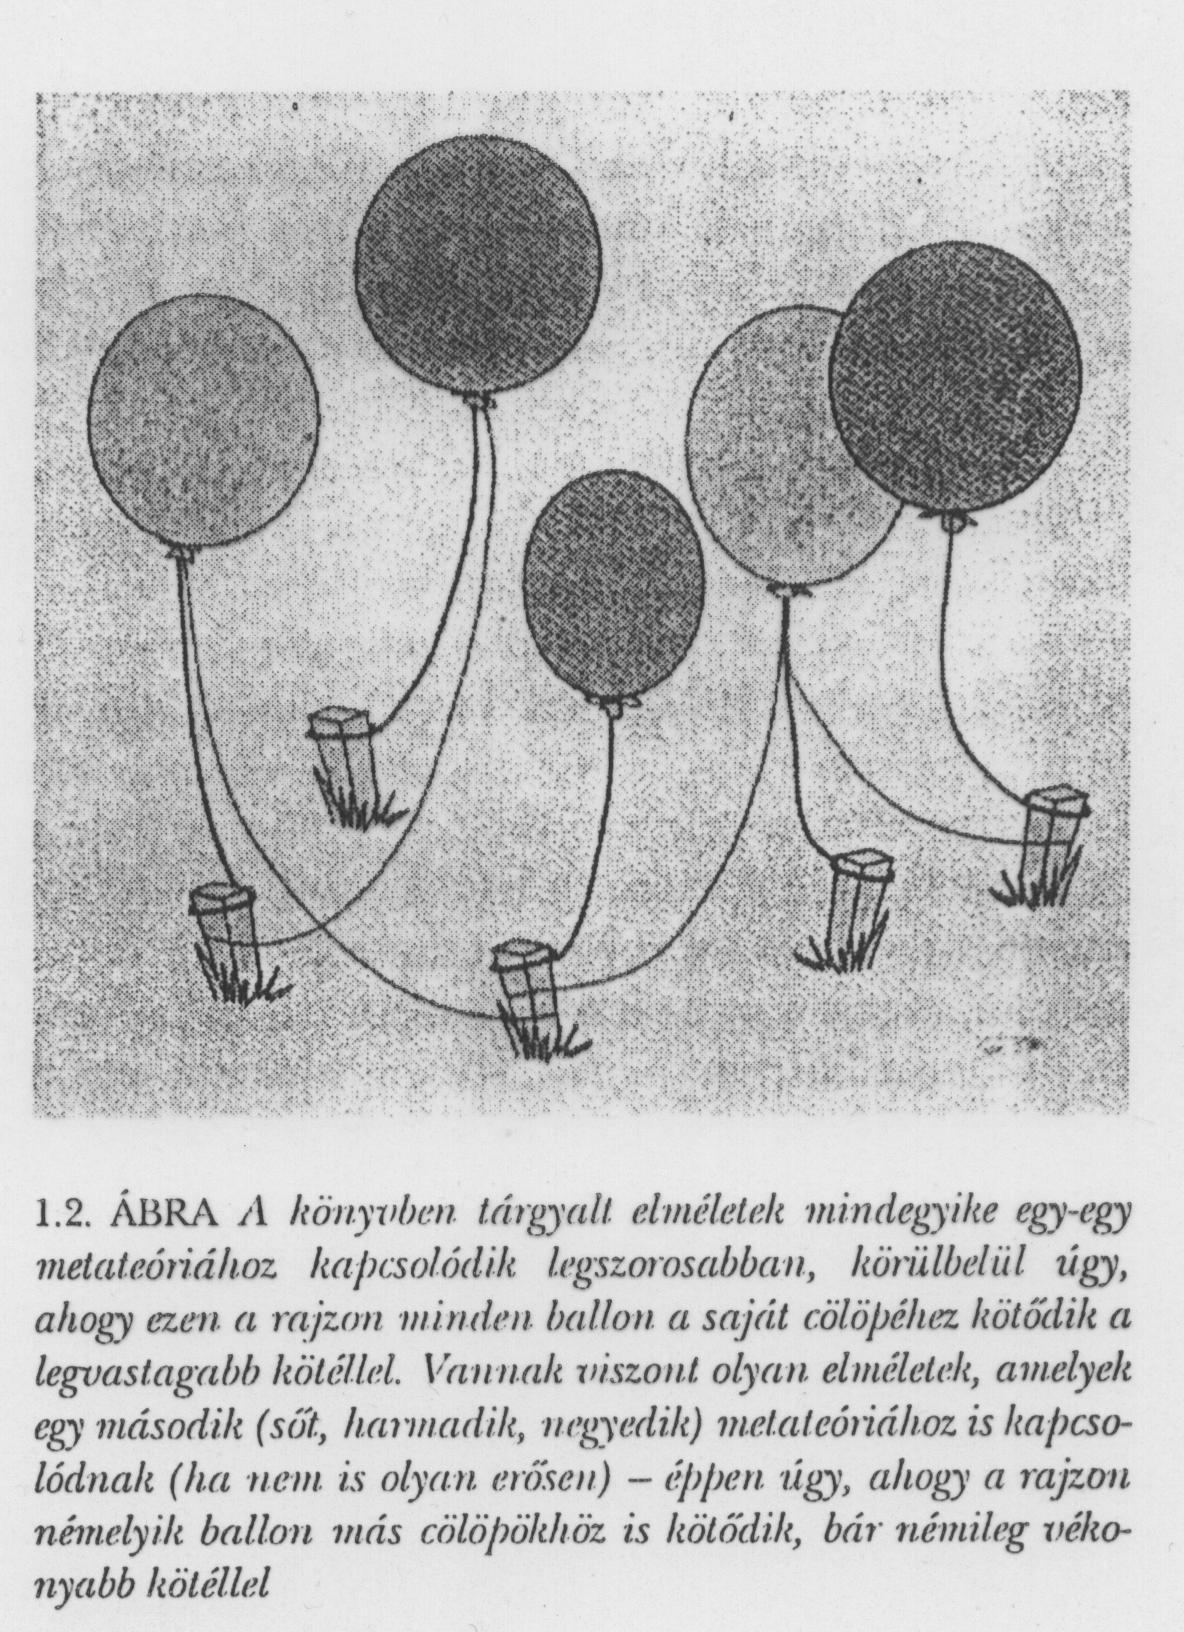 1.2. ÁBRA A könyvben tárgyalt elméletek mindegyike egy-egy
metateóriához kapcsolódik legszorosabban, körülbelül úgy,
ahogy ezen a rajzon minden ballon a saját cölöpéhez kötődik a
legvastagabb kötéllel. Vannak viszont olyan elméletek, amelyek
egy második (sőt, harmadik, negyedik) metateóriához is kapcso-
lódnak (ha nem is olyan erősen) – éppen úgy, ahogy a rajzon
némelyik ballon más cölöpökhöz is kötődik, bár némileg véko-
nyabb kötéllel